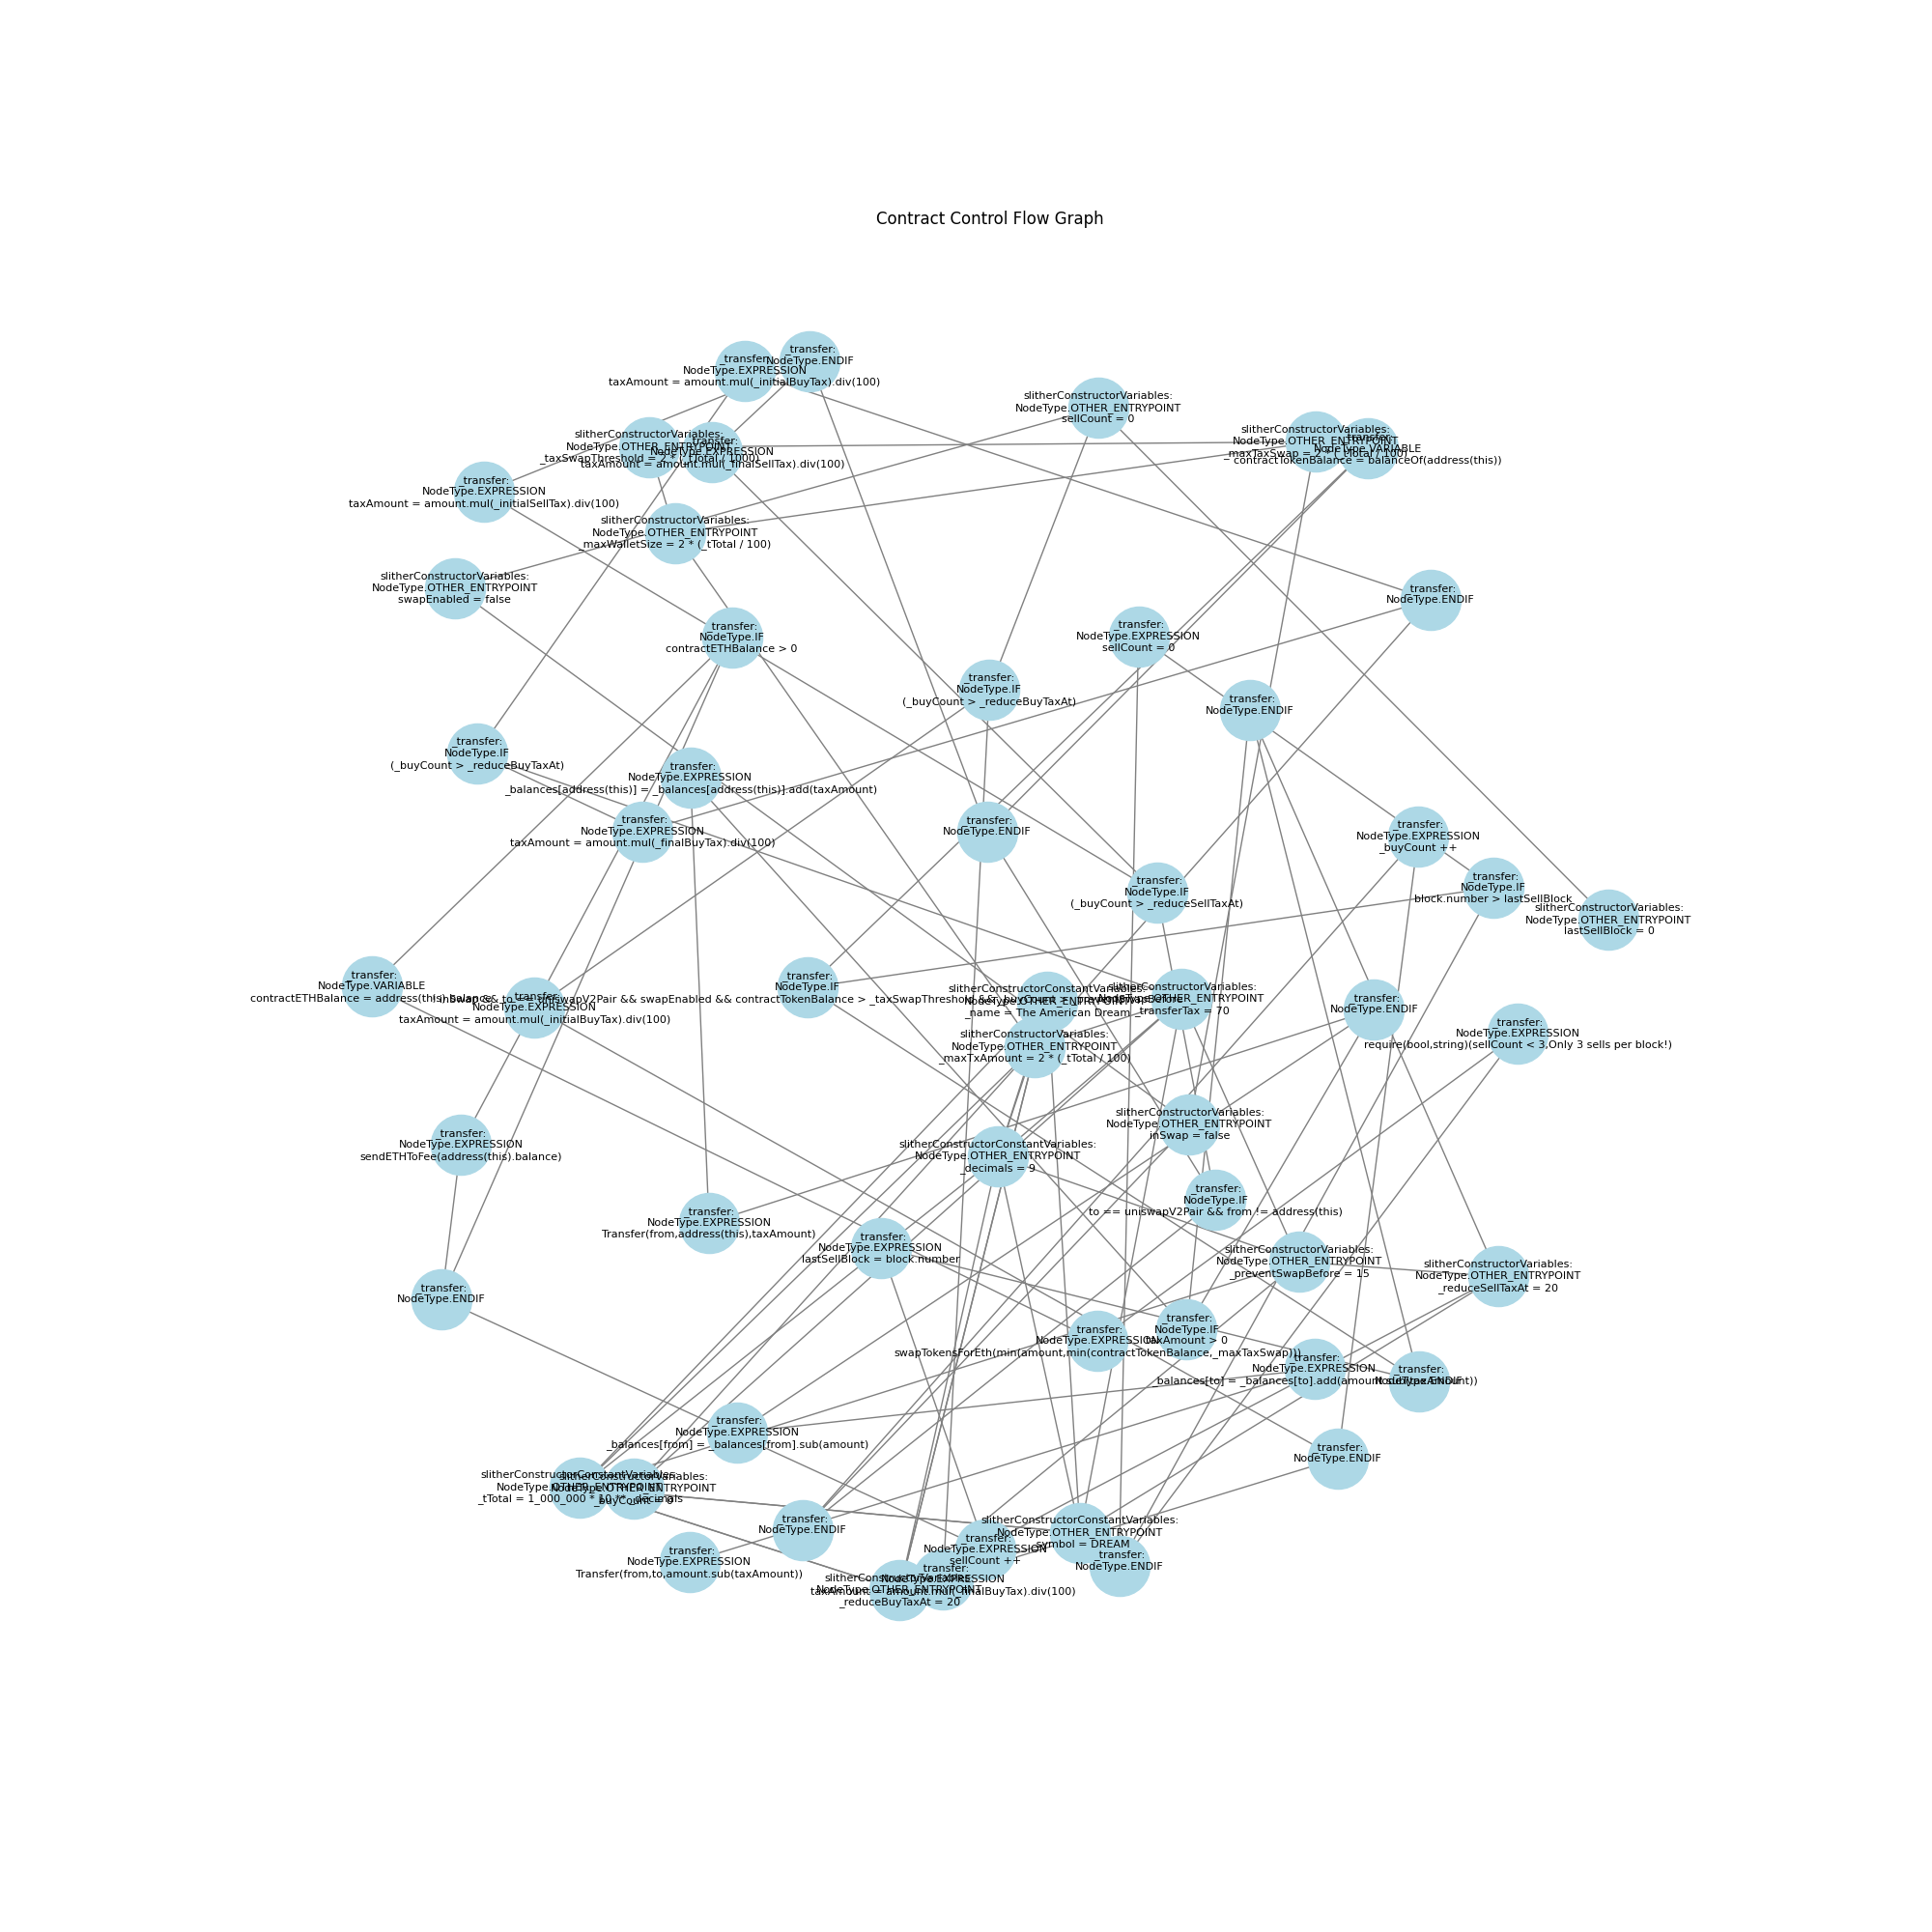 Contract Control Flow Graph
_transfer:
NodeType.EXPRESSION
taxAmount = amount.mul(_initialBuyTax).div(100)
_transfer:
NodeType.ENDIF
slitherConstructorVariables:
NodeType.OTHER_ENTRYPOINT
sellCount = 0
slitherConstructorVariables:
NodeType.OTHER_ENTRYPOINT
_taxSwapThreshold = 2 * (_tTotal / 1000)
_transfer:
NodeType.EXPRESSION
taxAmount = amount.mul(_finalSellTax).div(100)
slitherConstructorVariables:
NodeType.OTHER_ENTRYPOINT
_maxTaxSwap = 2 * (_tTotal / 100)
_transfer:
NodeType.VARIABLE
contractTokenBalance = balanceOf(address(this))
_transfer:
NodeType.EXPRESSION
taxAmount = amount.mul(_initialSellTax).div(100)
slitherConstructorVariables:
NodeType.OTHER_ENTRYPOINT
_maxWalletSize = 2 * (_tTotal / 100)
slitherConstructorVariables:
NodeType.OTHER_ENTRYPOINT
swapEnabled = false
_transfer:
NodeType.ENDIF
_transfer:
NodeType.IF
contractETHBalance > 0
_transfer:
NodeType.EXPRESSION
sellCount = 0
_transfer:
NodeType.IF
(_buyCount > _reduceBuyTaxAt)
_transfer:
NodeType.ENDIF
_transfer:
NodeType.IF
(_buyCount > _reduceBuyTaxAt)
_transfer:
NodeType.EXPRESSION
_balances[address(this)] = _balances[address(this)].add(taxAmount)
_transfer:
NodeType.EXPRESSION
taxAmount = amount.mul(_finalBuyTax).div(100)
_transfer:
NodeType.ENDIF
_transfer:
NodeType.EXPRESSION
_buyCount ++
_transfer:
NodeType.IF
(_buyCount > _reduceSellTaxAt)
_transfer:
NodeType.IF
block.number > lastSellBlock
slitherConstructorVariables:
NodeType.OTHER_ENTRYPOINT
lastSellBlock = 0
_transfer:
NodeType.VARIABLE
contractETHBalance = address(this).balance
_transfer:
NodeType.EXPRESSION
taxAmount = amount.mul(_initialBuyTax).div(100)
_transfer:
NodeType.IF
inSwap && to == uniswapV2Pair && swapEnabled && contractTokenBalance > _taxSwapThreshold && _buyCount > _preventSwapBefore
slitherConstructorConstantVariables:
NodeType.OTHER_ENTRYPOINT
_name = The American Dream
slitherConstructorVariables:
NodeType.OTHER_ENTRYPOINT
_transferTax = 70
_transfer:
NodeType.ENDIF
_transfer:
NodeType.EXPRESSION
require(bool,string)(sellCount < 3,Only 3 sells per block!)
slitherConstructorVariables:
NodeType.OTHER_ENTRYPOINT
_maxTxAmount = 2 * (_tTotal / 100)
slitherConstructorVariables:
NodeType.OTHER_ENTRYPOINT
inSwap = false
_transfer:
NodeType.EXPRESSION
sendETHToFee(address(this).balance)
slitherConstructorConstantVariables:
NodeType.OTHER_ENTRYPOINT
_decimals = 9
_transfer:
NodeType.IF
to == uniswapV2Pair && from != address(this)
_transfer:
NodeType.EXPRESSION
Transfer(from,address(this),taxAmount)
_transfer:
NodeType.EXPRESSION
lastSellBlock = block.number
slitherConstructorVariables:
NodeType.OTHER_ENTRYPOINT
_preventSwapBefore = 15
slitherConstructorVariables:
NodeType.OTHER_ENTRYPOINT
_reduceSellTaxAt = 20
_transfer:
NodeType.ENDIF
_transfer:
NodeType.EXPRESSION
swapTokensForEth(min(amount,min(contractTokenBalance,_maxTaxSwap)))
_transfer:
NodeType.IF
taxAmount > 0
_transfer:
NodeType.EXPRESSION
_balances[to] = _balances[to].add(amount.sub(taxAmount))
_transfer:
NodeType.ENDIF
_transfer:
NodeType.EXPRESSION
_balances[from] = _balances[from].sub(amount)
_transfer:
NodeType.ENDIF
slitherConstructorConstantVariables:
NodeType.OTHER_ENTRYPOINT
_tTotal = 1_000_000 * 10 ** _decimals
slitherConstructorVariables:
NodeType.OTHER_ENTRYPOINT
_buyCount = 0
_transfer:
NodeType.ENDIF
slitherConstructorConstantVariables:
NodeType.OTHER_ENTRYPOINT
_symbol = DREAM
_transfer:
NodeType.EXPRESSION
sellCount ++
_transfer:
NodeType.ENDIF
_transfer:
NodeType.EXPRESSION
Transfer(from,to,amount.sub(taxAmount))
slitherConstructorVariables:
NodeType.OTHER_ENTRYPOINT
_reduceBuyTaxAt = 20
_transfer:
NodeType.EXPRESSION
taxAmount = amount.mul(_finalBuyTax).div(100)